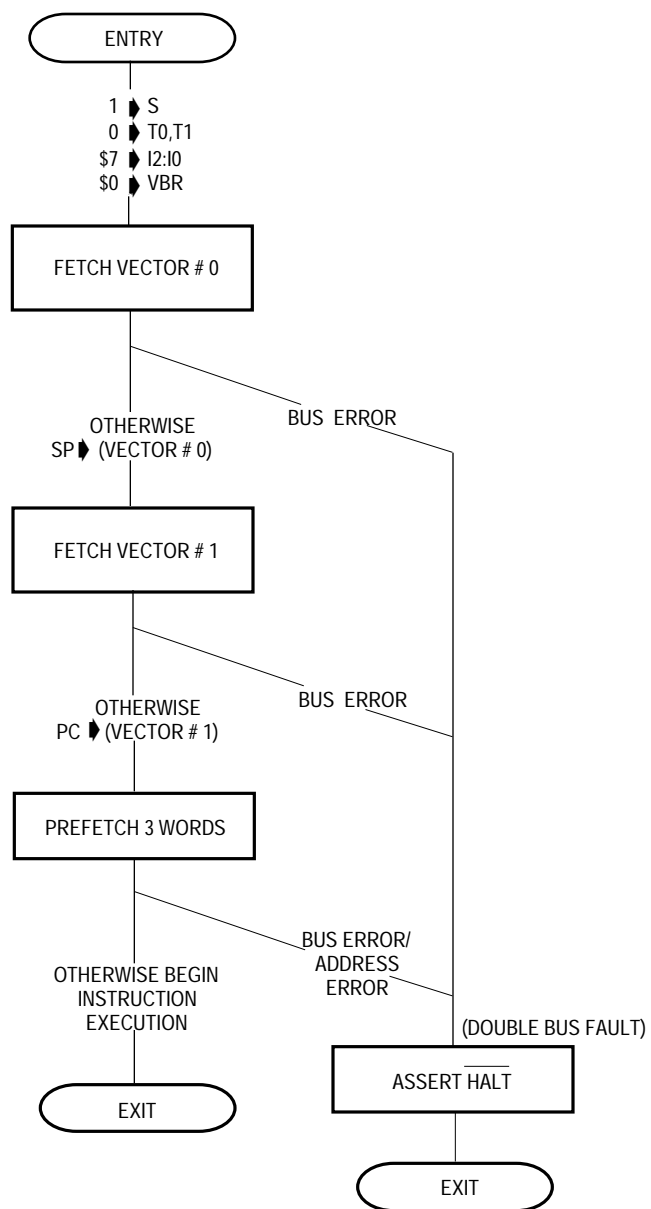 ENTRY
1 ➧ S
0 ➧ T0,T1
$7 ➧ I2:I0
$0 ➧ VBR
FETCH VECTOR # 0
BUS ERROR
OTHERWISE
SP ➧ (VECTOR # 0)
FETCH VECTOR # 1
BUS ERROR
OTHERWISE
PC ➧ (VECTOR # 1)
PREFETCH 3 WORDS
BUS ERROR/
ADDRESS
ERROR
OTHERWISE BEGIN
INSTRUCTION
EXECUTION
(DOUBLE BUS FAULT)
ASSERT H̅A̅L̅T̅
EXIT
EXIT